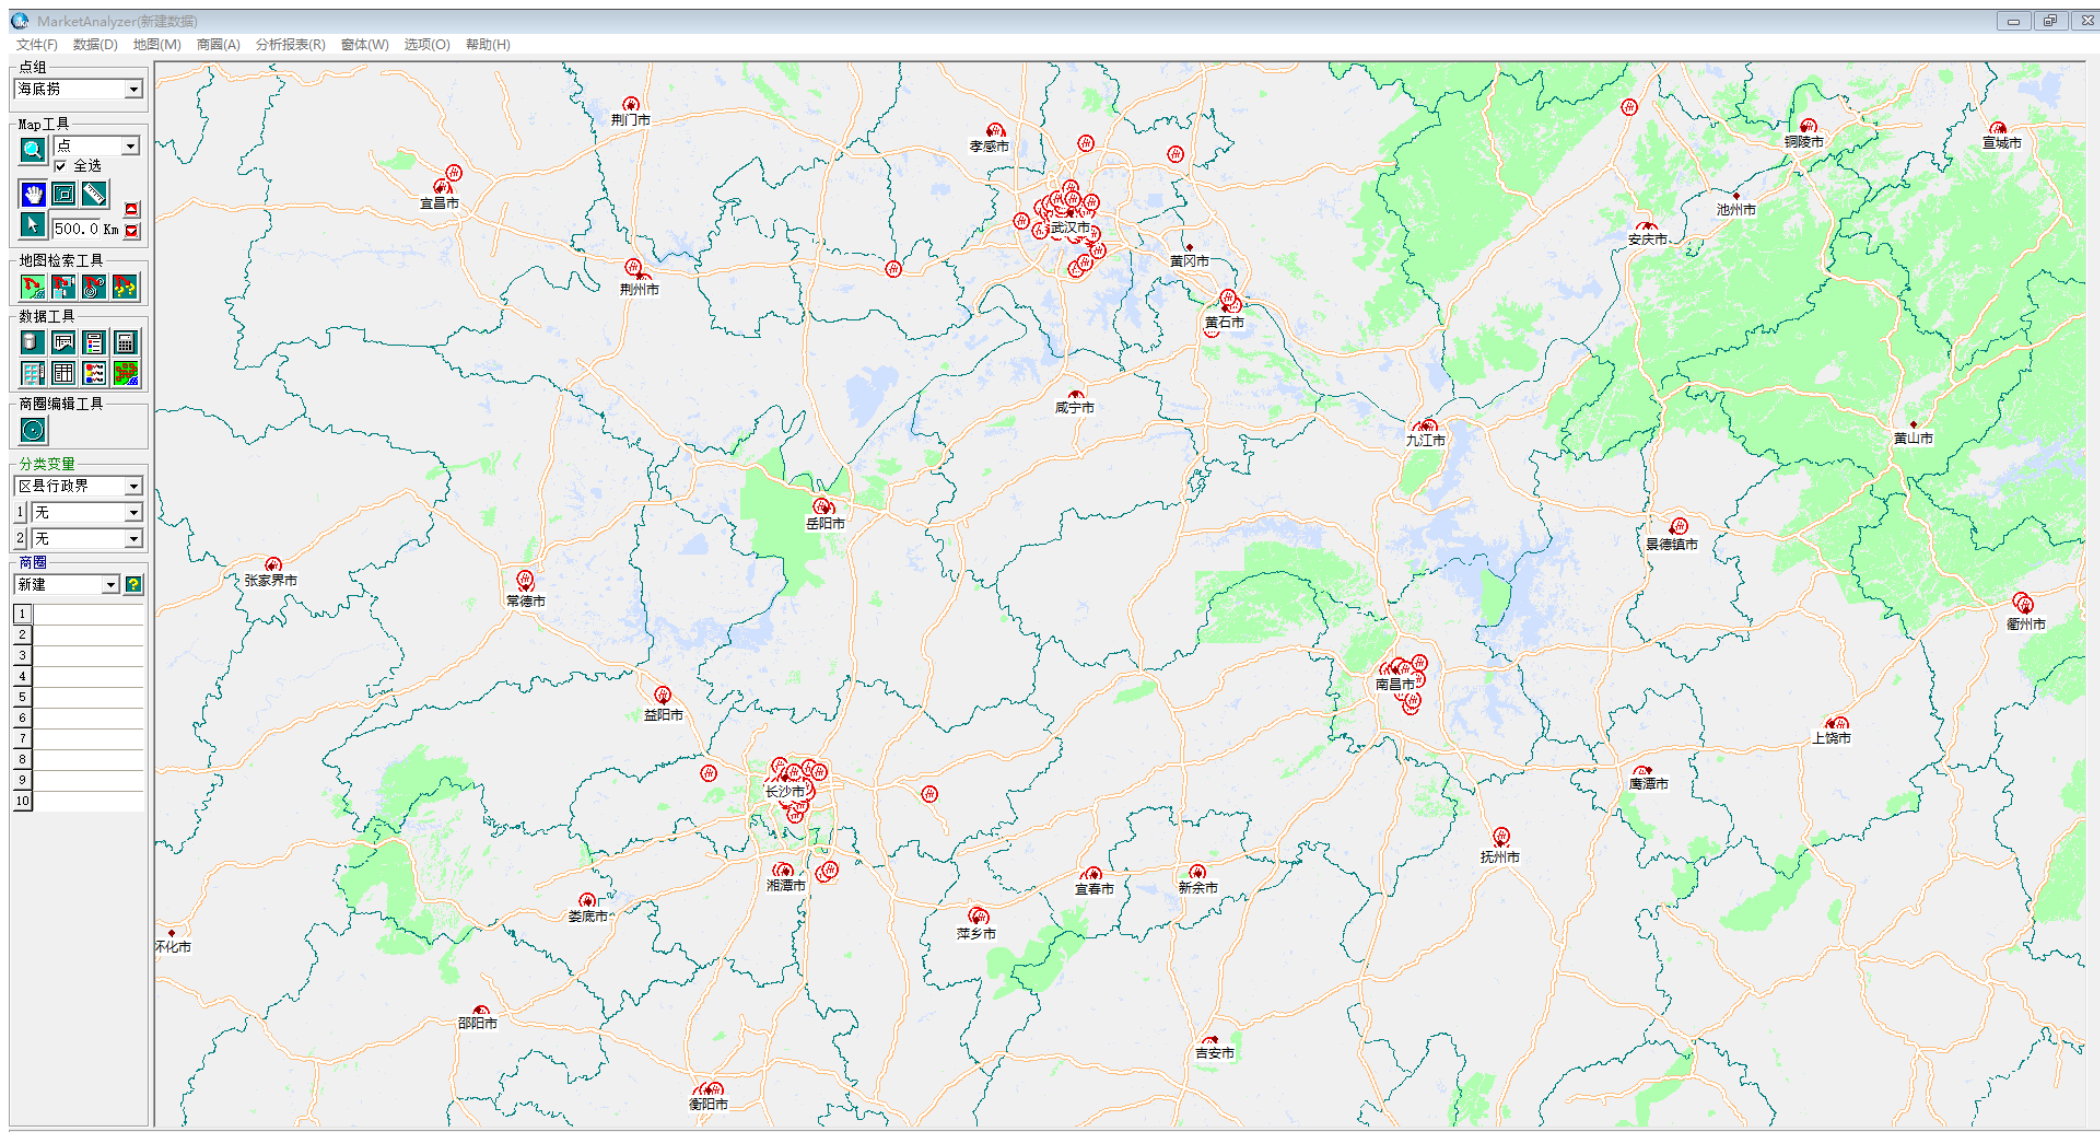 MarketAnalyzer(新建数据)
文件(F) 数据(D) 地图(M) 商圈(A) 分析报表(R) 窗体(W) 选项(O) 帮助(H)
点组
海底捞
Map工具
点
全选
500.0 Km
地图检索工具
数据工具
商圈编辑工具
分类变量
区县行政界
1 无
2 无
商圈
新建
1
2
3
4
5
6
7
8
9
10
荆门市
孝感市
铜陵市
宣城市
宜昌市
池州市
武汉市
安庆市
黄冈市
荆州市
黄石市
咸宁市
九江市
黄山市
岳阳市
景德镇市
张家界市
常德市
衢州市
南昌市
益阳市
上饶市
鹰潭市
长沙市
抚州市
湘潭市
宜春市
新余市
娄底市
萍乡市
怀化市
邵阳市
吉安市
衡阳市